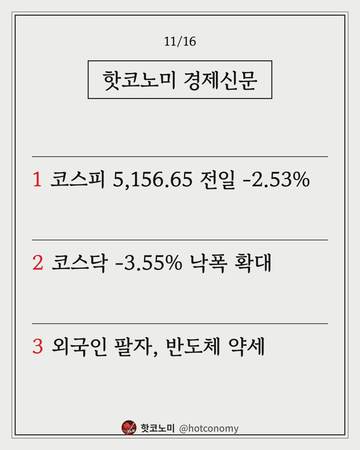 11/16
핫코노미 경제신문
1 코스피 5,156.65 전일 -2.53%
2 코스닥 -3.55% 낙폭 확대
3 외국인 팔자, 반도체 약세
핫코노미 @hotconomy